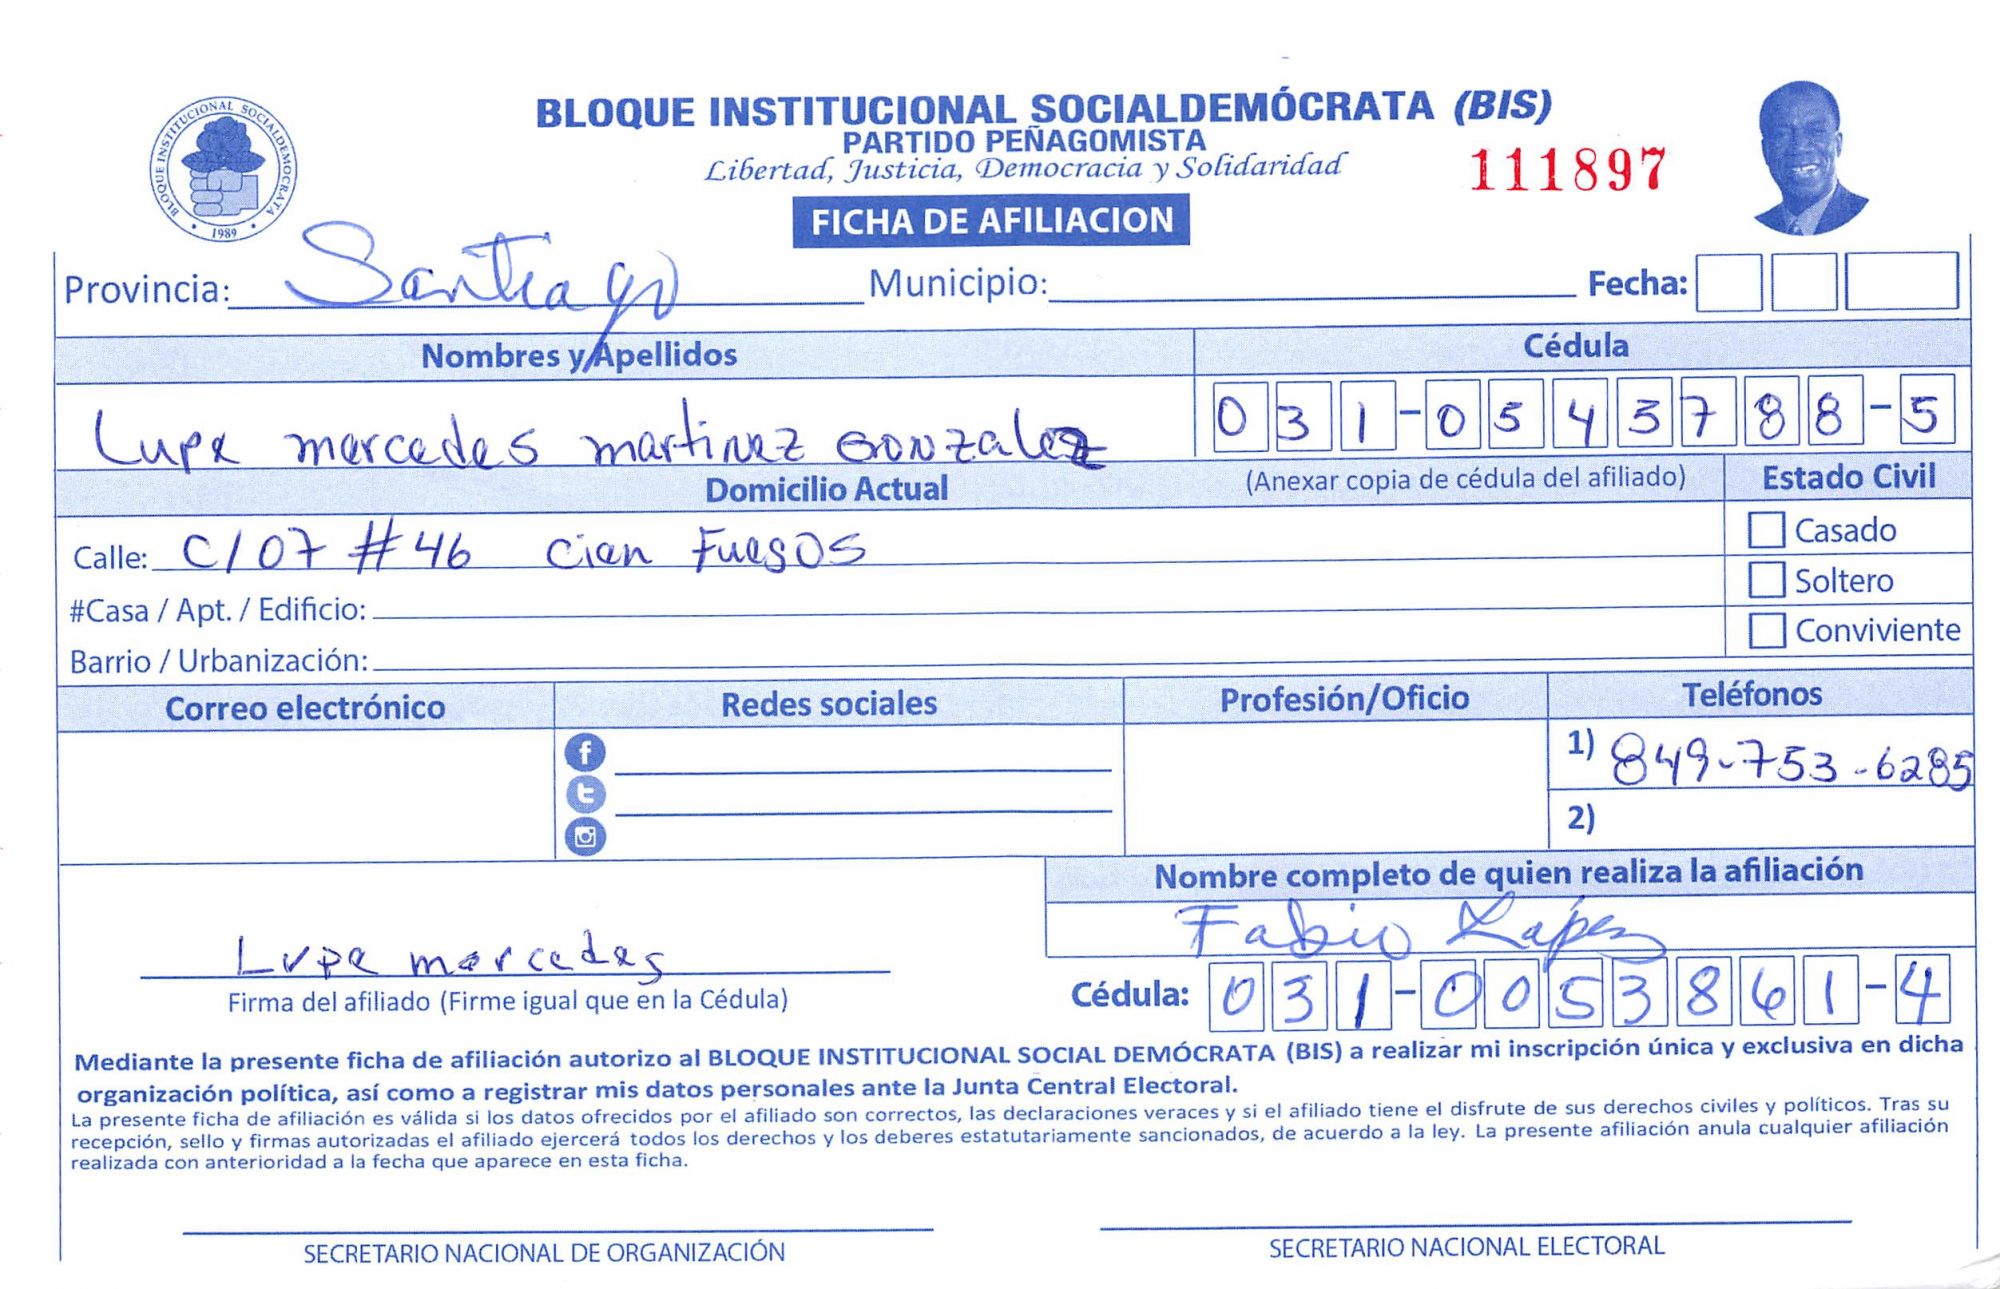 BLOQUE INSTITUCIONAL SOCIALDEMÓCRATA (BIS)
PARTIDO PEÑAGOMISTA
Libertad, Justicia, Democracia y Solidaridad
111897
BLOQUE INSTITUCIONAL SOCIALDEMOCRATA
1989
FICHA DE AFILIACION
Provincia: Santiago Municipio: Fecha:
Nombres y Apellidos Cédula
Lupe mercedes martinez Gonzalez 031-0543788-5
Domicilio Actual (Anexar copia de cédula del afiliado) Estado Civil
Calle: C/07 #46 Cien Fuegos
Casado
#Casa / Apt. / Edificio:
Soltero
Barrio / Urbanización:
Conviviente
Correo electrónico Redes sociales Profesión/Oficio Teléfonos
1) 849-753-6285
2)
Nombre completo de quien realiza la afiliación
Fabio López
Lupe mercedes
Firma del afiliado (Firme igual que en la Cédula)
Cédula: 031-0053861-4
Mediante la presente ficha de afiliación autorizo al BLOQUE INSTITUCIONAL SOCIAL DEMÓCRATA (BIS) a realizar mi inscripción única y exclusiva en dicha
organización política, así como a registrar mis datos personales ante la Junta Central Electoral.
La presente ficha de afiliación es válida si los datos ofrecidos por el afiliado son correctos, las declaraciones veraces y si el afiliado tiene el disfrute de sus derechos civiles y políticos. Tras su
recepción, sello y firmas autorizadas el afiliado ejercerá todos los derechos y los deberes estatutariamente sancionados, de acuerdo a la ley. La presente afiliación anula cualquier afiliación
realizada con anterioridad a la fecha que aparece en esta ficha.
SECRETARIO NACIONAL DE ORGANIZACIÓN SECRETARIO NACIONAL ELECTORAL